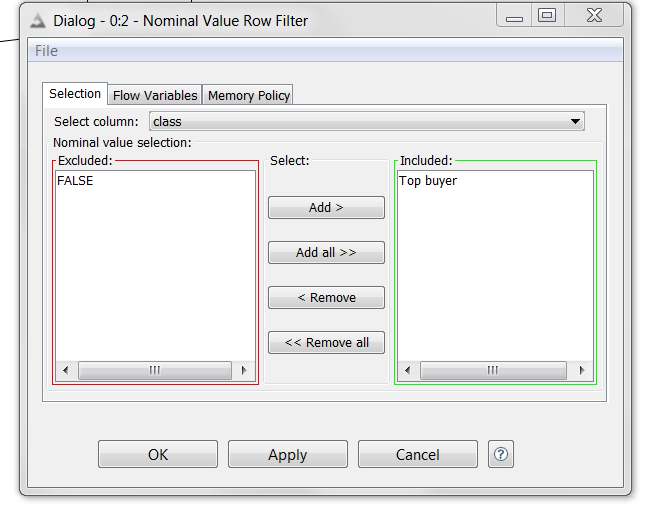 Dialog - 0:2 - Nominal Value Row Filter
File
Selection Flow Variables Memory Policy
Select column: class
Nominal value selection:
Excluded: Select: Included:
FALSE Top buyer
Add >
Add all >>
< Remove
<< Remove all
OK Apply Cancel ?